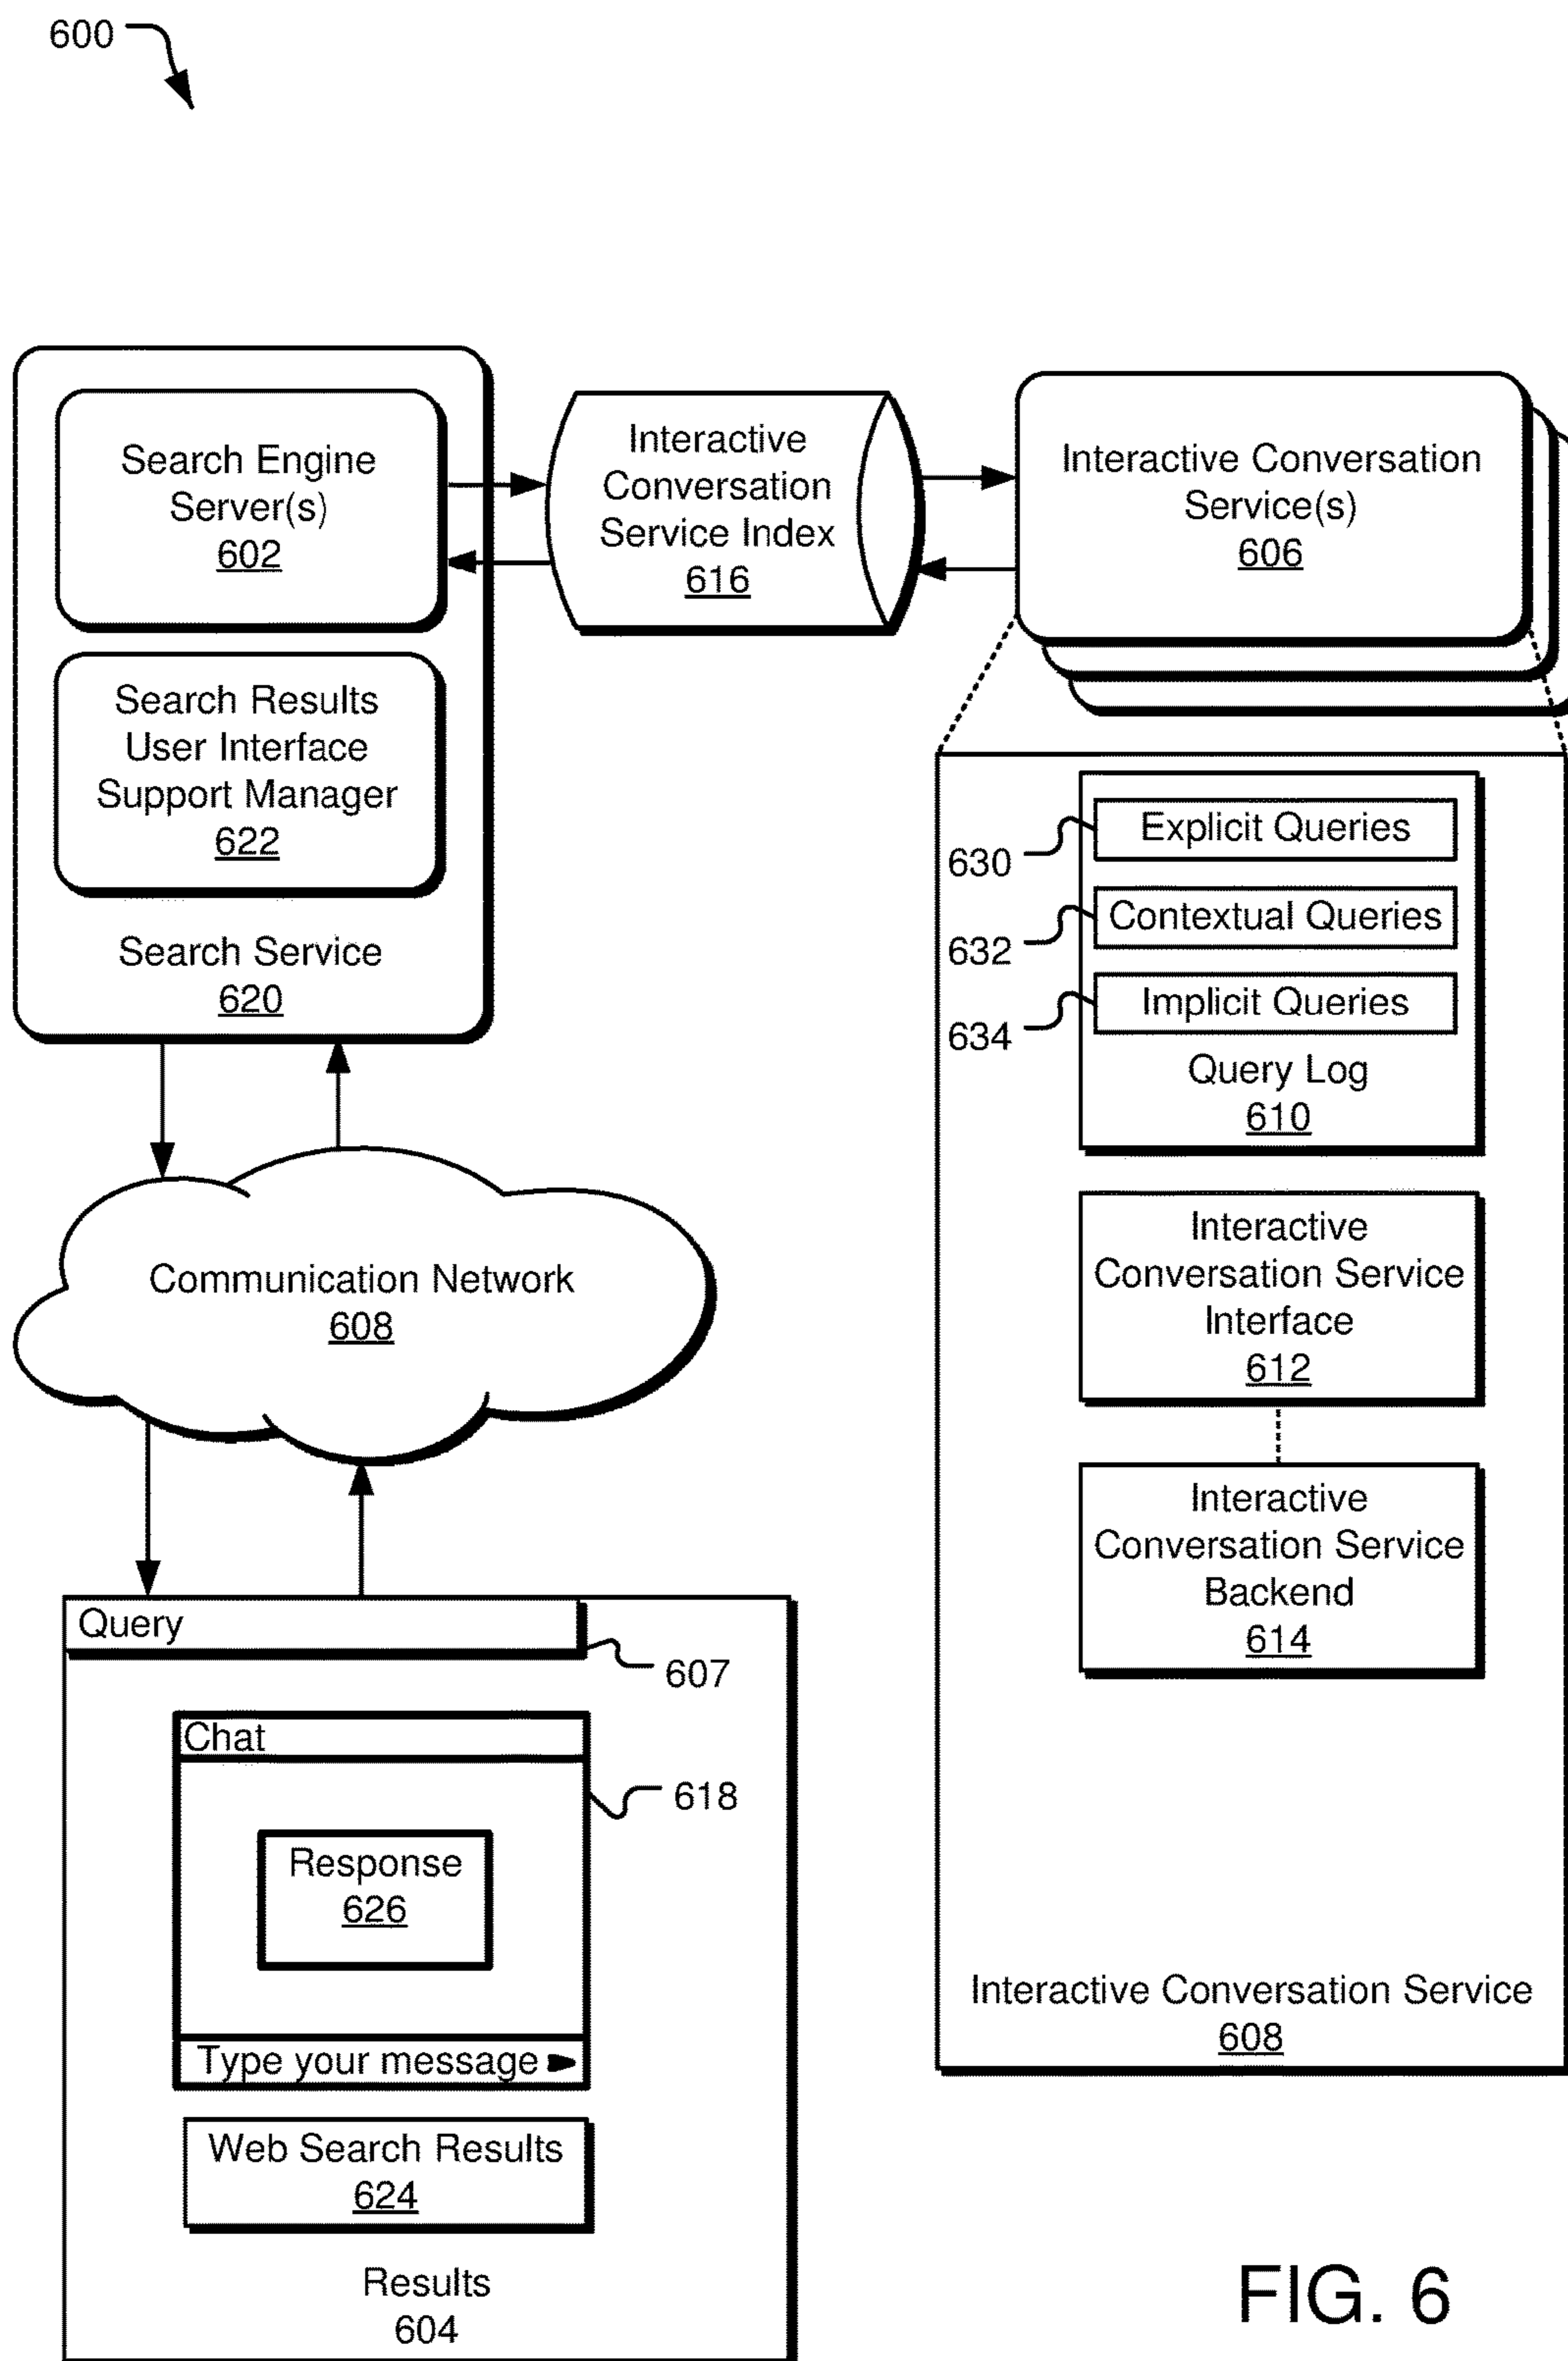 600
Search Engine
Server(s)
602
Search Results
User Interface
Support Manager
622
Search Service
620
Interactive
Conversation
Service Index
616
Interactive Conversation
Service(s)
606
630
Explicit Queries
632
Contextual Queries
634
Implicit Queries
Query Log
610
Interactive
Conversation Service
Interface
612
Interactive
Conversation Service
Backend
614
Interactive Conversation Service
608
Communication Network
608
Query
607
Chat
618
Response
626
Type your message
Web Search Results
624
Results
604
FIG. 6